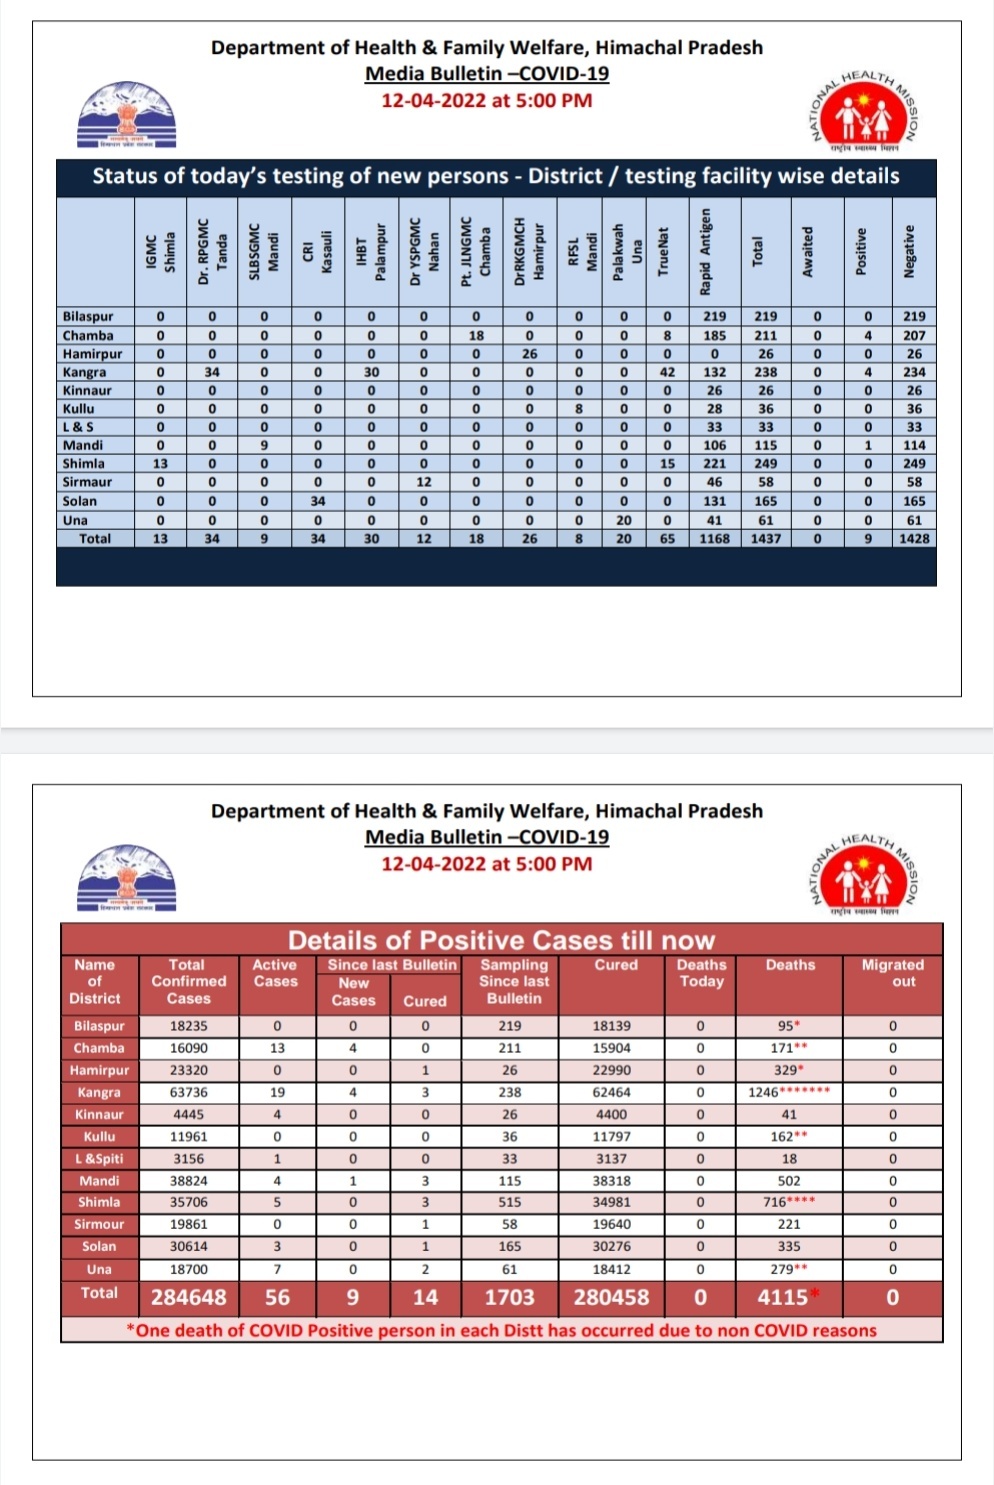 Department of Health & Family Welfare, Himachal Pradesh
Media Bulletin –COVID-19
12-04-2022 at 5:00 PM
NATIONAL HEALTH MISSION
राष्ट्रीय स्वास्थ्य मिशन
Status of today's testing of new persons - District / testing facility wise details
IGMC Shimla Dr. RPGMC Tanda SLBSGMC Mandi CRI Kasauli IHBT Palampur Dr YSPGMC Nahan Pt. JLNGMC Chamba DrRKGMCH Hamirpur RFSL Mandi Palakwah Una TrueNat Rapid Antigen Total Awaited Positive Negative
Bilaspur 0 0 0 0 0 0 0 0 0 0 0 219 219 0 0 219
Chamba 0 0 0 0 0 0 18 0 0 0 8 185 211 0 4 207
Hamirpur 0 0 0 0 0 0 0 26 0 0 0 0 26 0 0 26
Kangra 0 34 0 0 30 0 0 0 0 0 42 132 238 0 4 234
Kinnaur 0 0 0 0 0 0 0 0 0 0 0 26 26 0 0 26
Kullu 0 0 0 0 0 0 0 0 8 0 0 28 36 0 0 36
L & S 0 0 0 0 0 0 0 0 0 0 0 33 33 0 0 33
Mandi 0 0 9 0 0 0 0 0 0 0 0 106 115 0 1 114
Shimla 13 0 0 0 0 0 0 0 0 0 15 221 249 0 0 249
Sirmaur 0 0 0 0 0 12 0 0 0 0 0 46 58 0 0 58
Solan 0 0 0 34 0 0 0 0 0 0 0 131 165 0 0 165
Una 0 0 0 0 0 0 0 0 0 20 0 41 61 0 0 61
Total 13 34 9 34 30 12 18 26 8 20 65 1168 1437 0 9 1428
Department of Health & Family Welfare, Himachal Pradesh
Media Bulletin –COVID-19
12-04-2022 at 5:00 PM
NATIONAL HEALTH MISSION
राष्ट्रीय स्वास्थ्य मिशन
Details of Positive Cases till now
Name of District Total Confirmed Cases Active Cases Since last Bulletin New Cases Cured Sampling Since last Bulletin Cured Deaths Today Deaths Migrated out
Bilaspur 18235 0 0 0 219 18139 0 95* 0
Chamba 16090 13 4 0 211 15904 0 171** 0
Hamirpur 23320 0 0 1 26 22990 0 329* 0
Kangra 63736 19 4 3 238 62464 0 1246******* 0
Kinnaur 4445 4 0 0 26 4400 0 41 0
Kullu 11961 0 0 0 36 11797 0 162** 0
L &Spiti 3156 1 0 0 33 3137 0 18 0
Mandi 38824 4 1 3 115 38318 0 502 0
Shimla 35706 5 0 3 515 34981 0 716**** 0
Sirmour 19861 0 0 1 58 19640 0 221 0
Solan 30614 3 0 1 165 30276 0 335 0
Una 18700 7 0 2 61 18412 0 279** 0
Total 284648 56 9 14 1703 280458 0 4115* 0
*One death of COVID Positive person in each Distt has occurred due to non COVID reasons